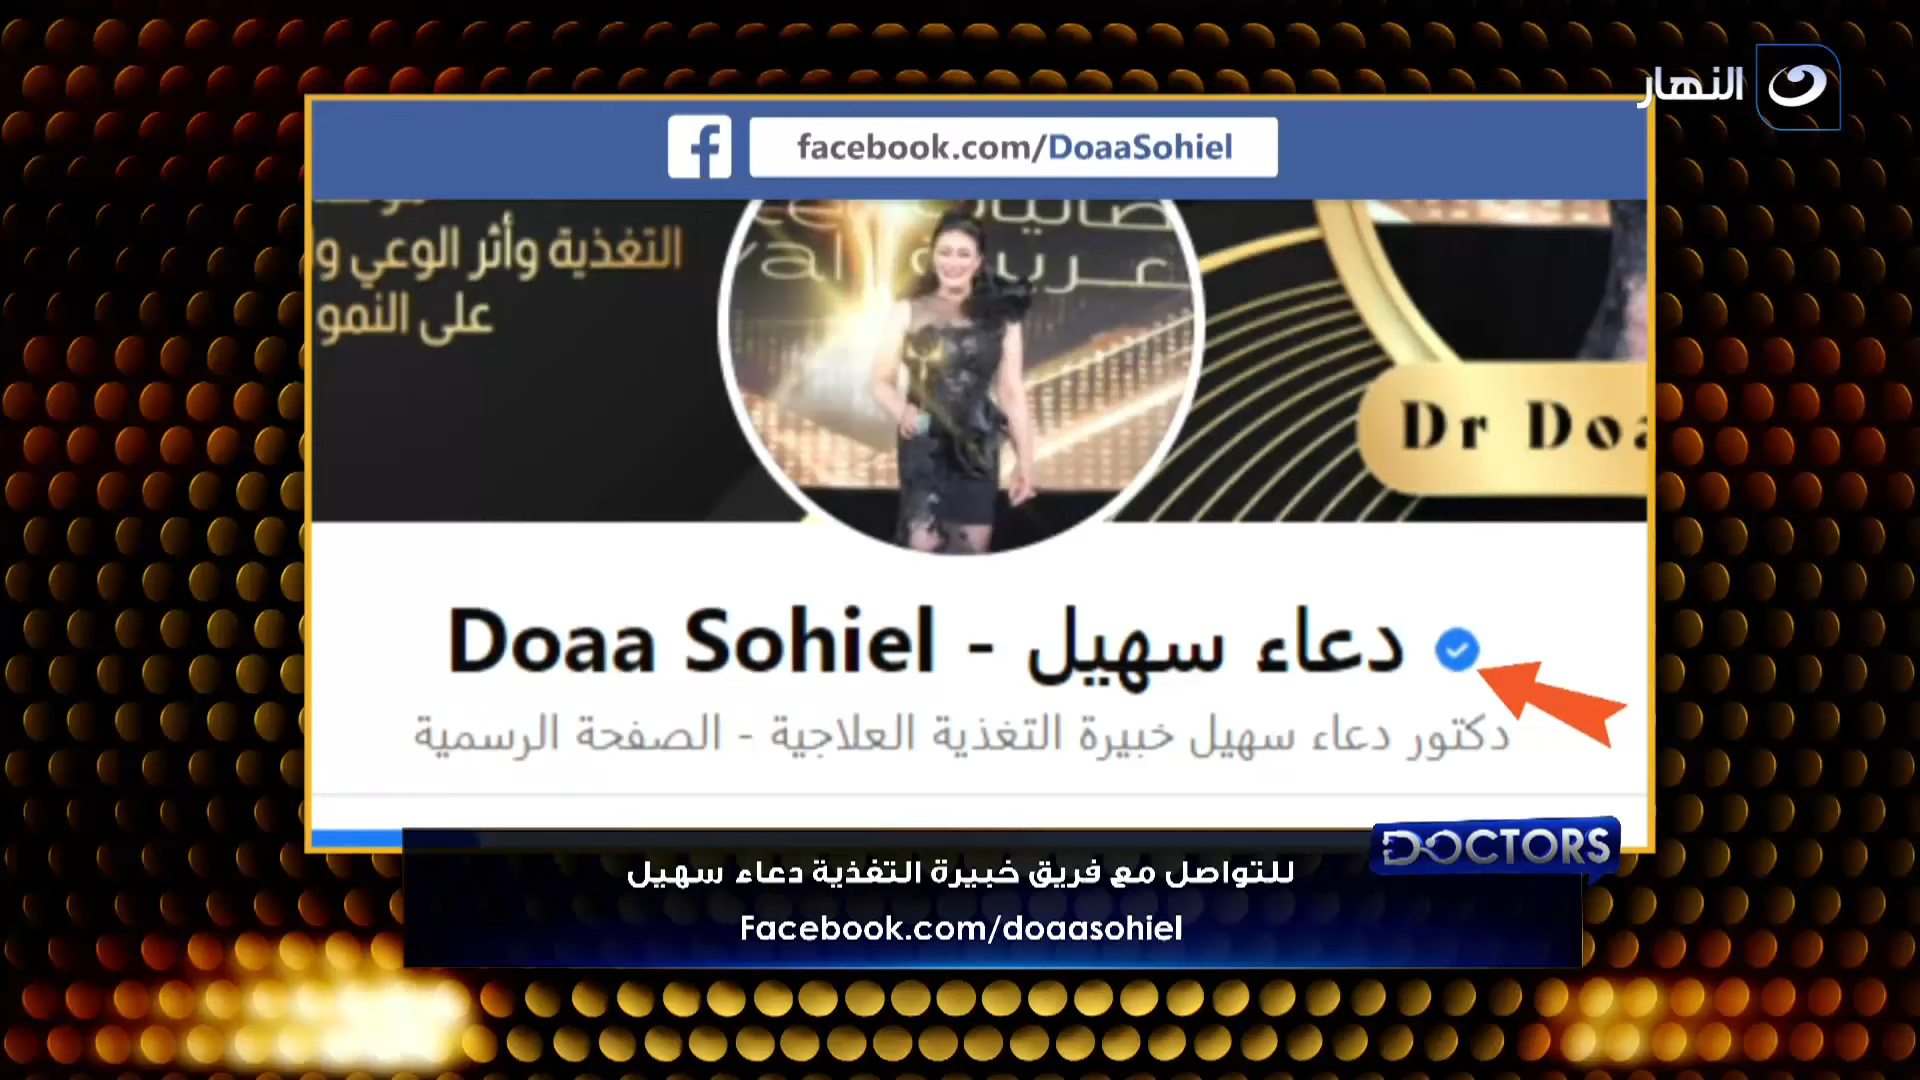 النهار
facebook.com/DoaaSohiel
التغذية وأثر الوعي و
على النمو
عربية
Dr Doa
Doaa Sohiel - دعاء سهيل
دكتور دعاء سهيل خبيرة التغذية العلاجية - الصفحة الرسمية
DOCTORS
للتواصل مع فريق خبيرة التغذية دعاء سهيل
Facebook.com/doaasohiel